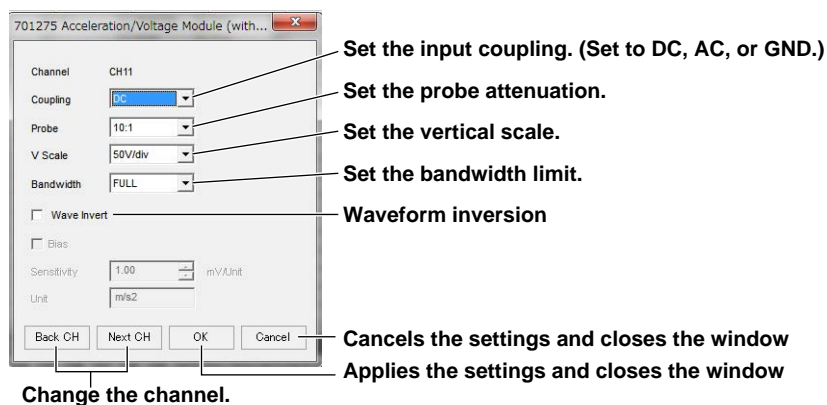 701275 Acceleration/Voltage Module (with...
Set the input coupling. (Set to DC, AC, or GND.)
Channel CH11
Coupling DC
Set the probe attenuation.
Probe 10:1
Set the vertical scale.
V Scale 50V/div
Set the bandwidth limit.
Bandwidth FULL
Wave Invert
Waveform inversion
Bias
Sensitivity 1.00 mV/Unit
Unit m/s2
Back CH Next CH OK Cancel
Cancels the settings and closes the window
Applies the settings and closes the window
Change the channel.